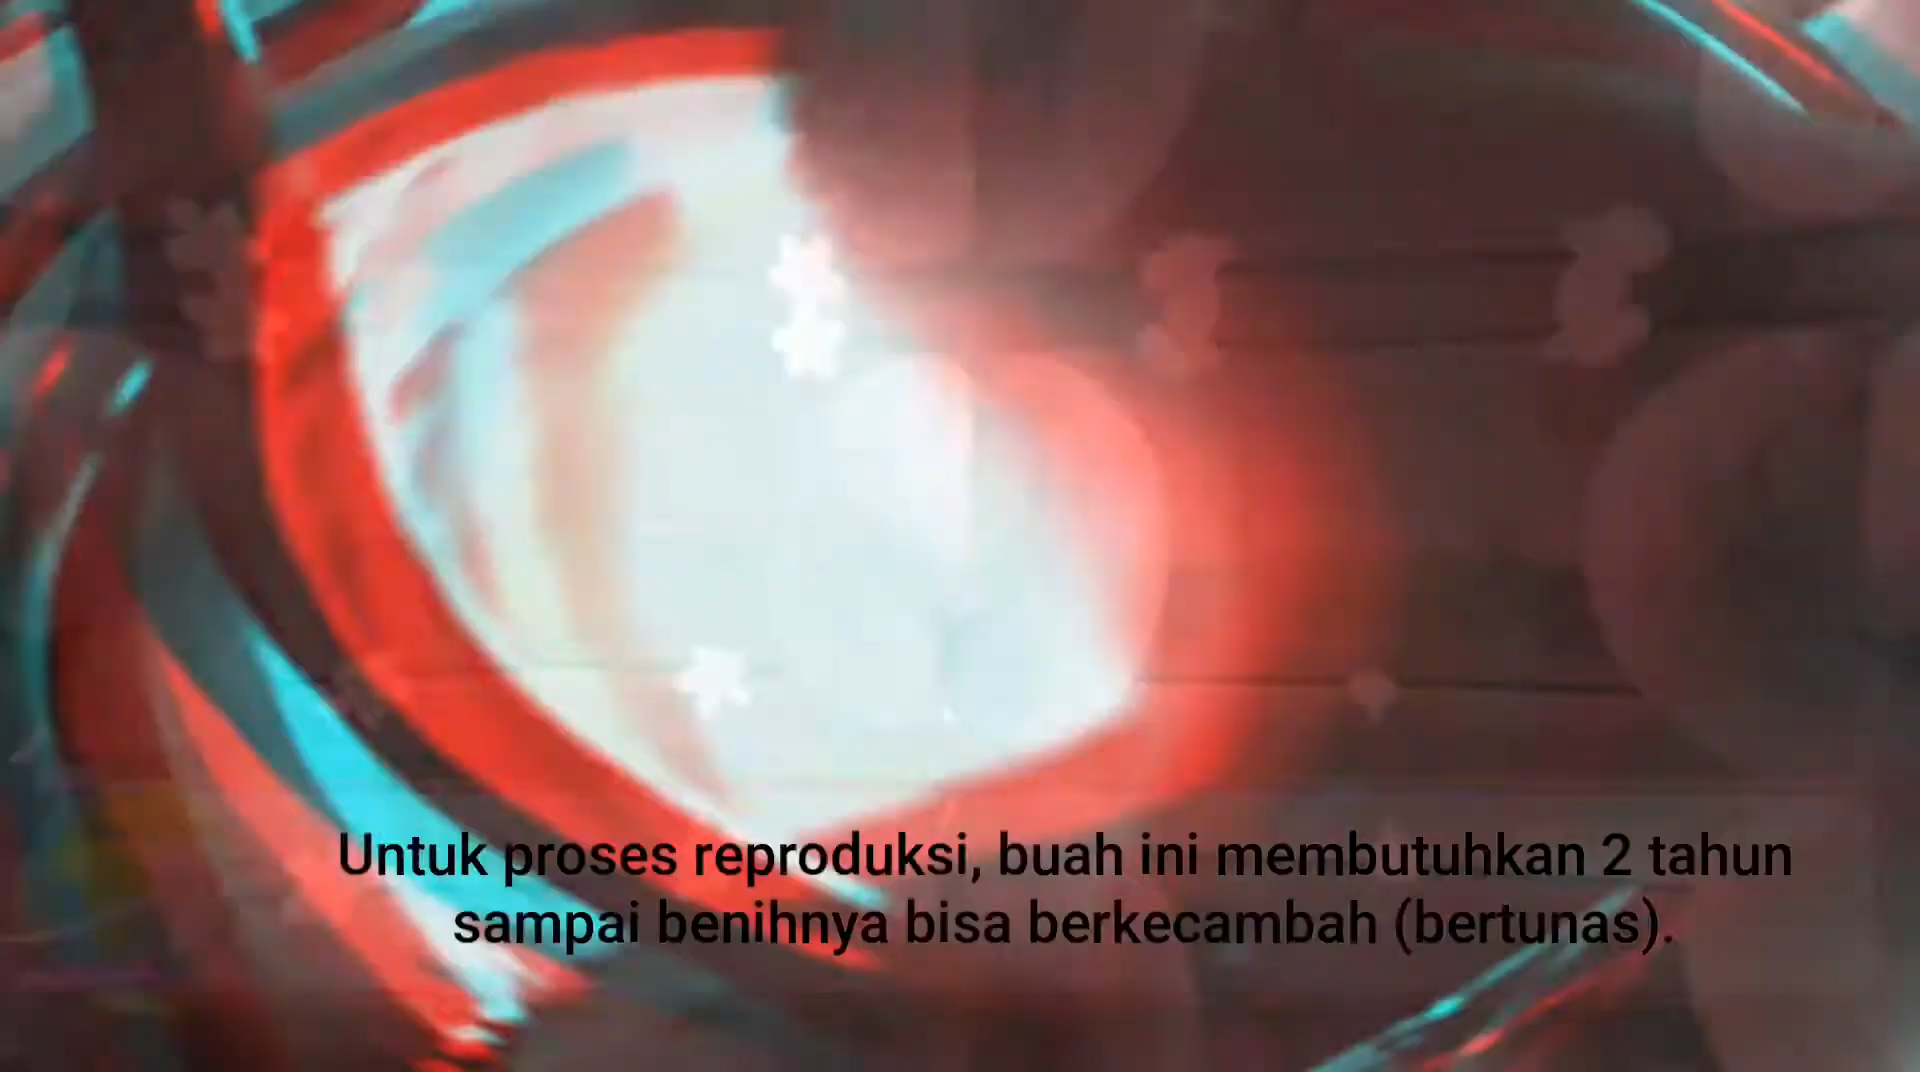 Untuk proses reproduksi, buah ini membutuhkan 2 tahun
sampai benihnya bisa berkecambah (bertunas).